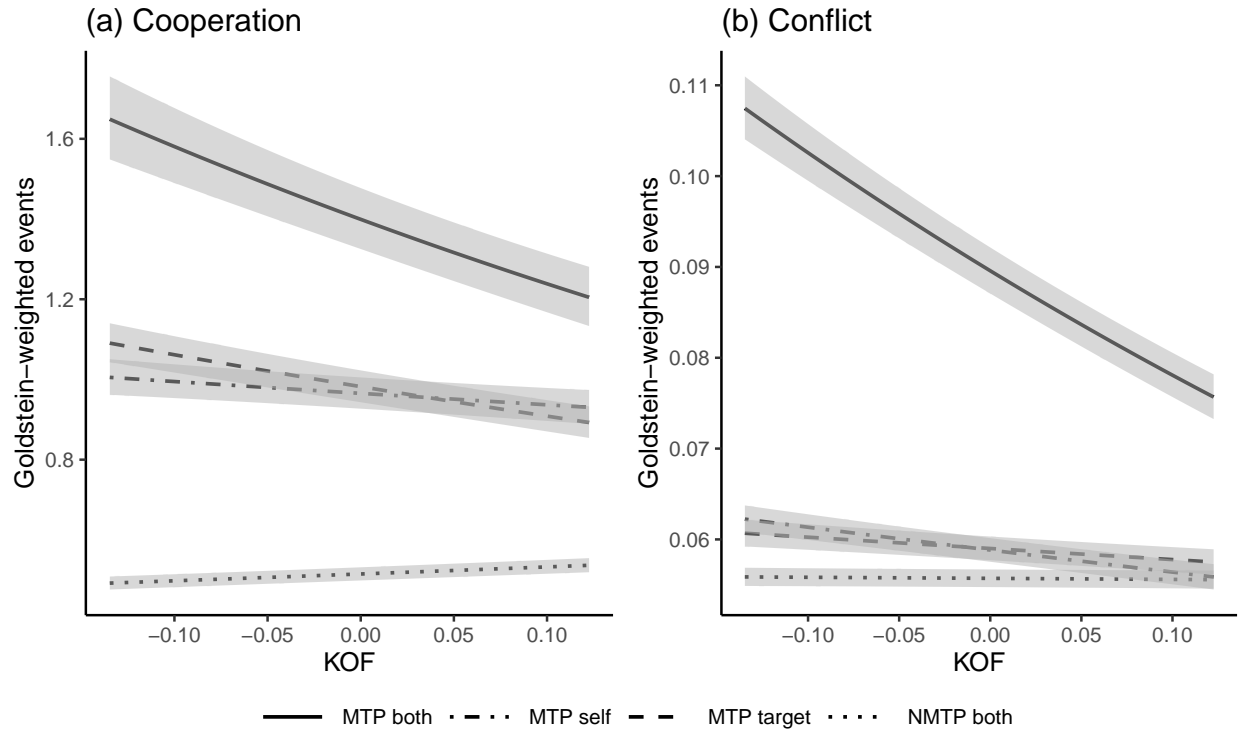 (a) Cooperation
(b) Conflict
Goldstein−weighted events
1.6
1.2
0.8
−0.10
−0.05
0.00
0.05
0.10
KOF
Goldstein−weighted events
0.11
0.10
0.09
0.08
0.07
0.06
−0.10
−0.05
0.00
0.05
0.10
KOF
MTP both
MTP self
MTP target
NMTP both